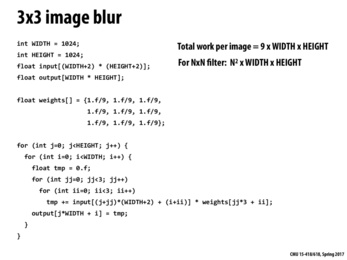 3x3 image blur
int WIDTH = 1024;
int HEIGHT = 1024;
float input[(WIDTH+2) * (HEIGHT+2)];
float output[WIDTH * HEIGHT];
float weights[] = {1.f/9, 1.f/9, 1.f/9,
1.f/9, 1.f/9, 1.f/9,
1.f/9, 1.f/9, 1.f/9};
for (int j=0; j<HEIGHT; j++) {
for (int i=0; i<WIDTH; i++) {
float tmp = 0.f;
for (int jj=0; jj<3; jj++)
for (int ii=0; ii<3; ii++)
tmp += input[(j+jj)*(WIDTH+2) + (i+ii)] * weights[jj*3 + ii];
output[j*WIDTH + i] = tmp;
}
}
Total work per image = 9 x WIDTH x HEIGHT
For NxN filter: N² x WIDTH x HEIGHT
CMU 15-418/618, Spring 2017